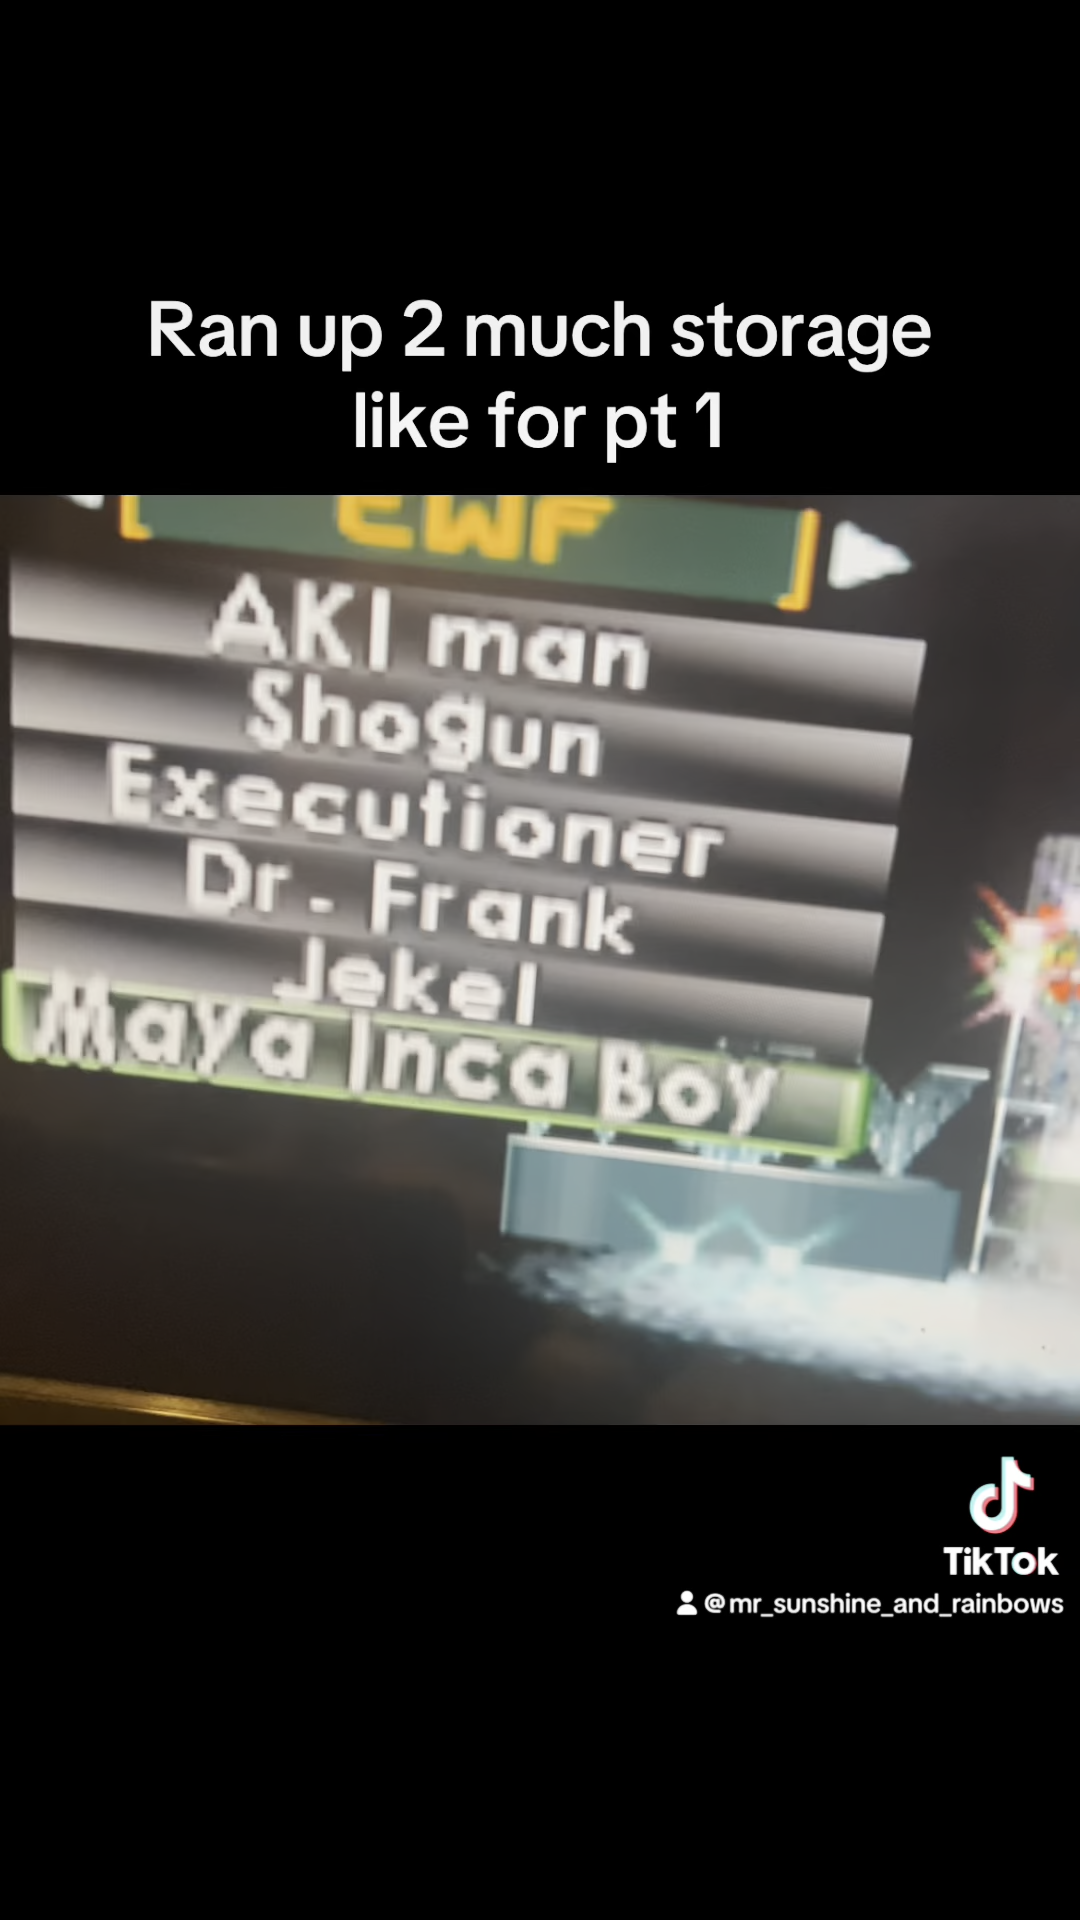 Ran up 2 much storage
like for pt 1
EWF
AKI man
Shogun
Executioner
Dr. Frank
Jekel
Maya Inca Boy
TikTok
@mr_sunshine_and_rainbows